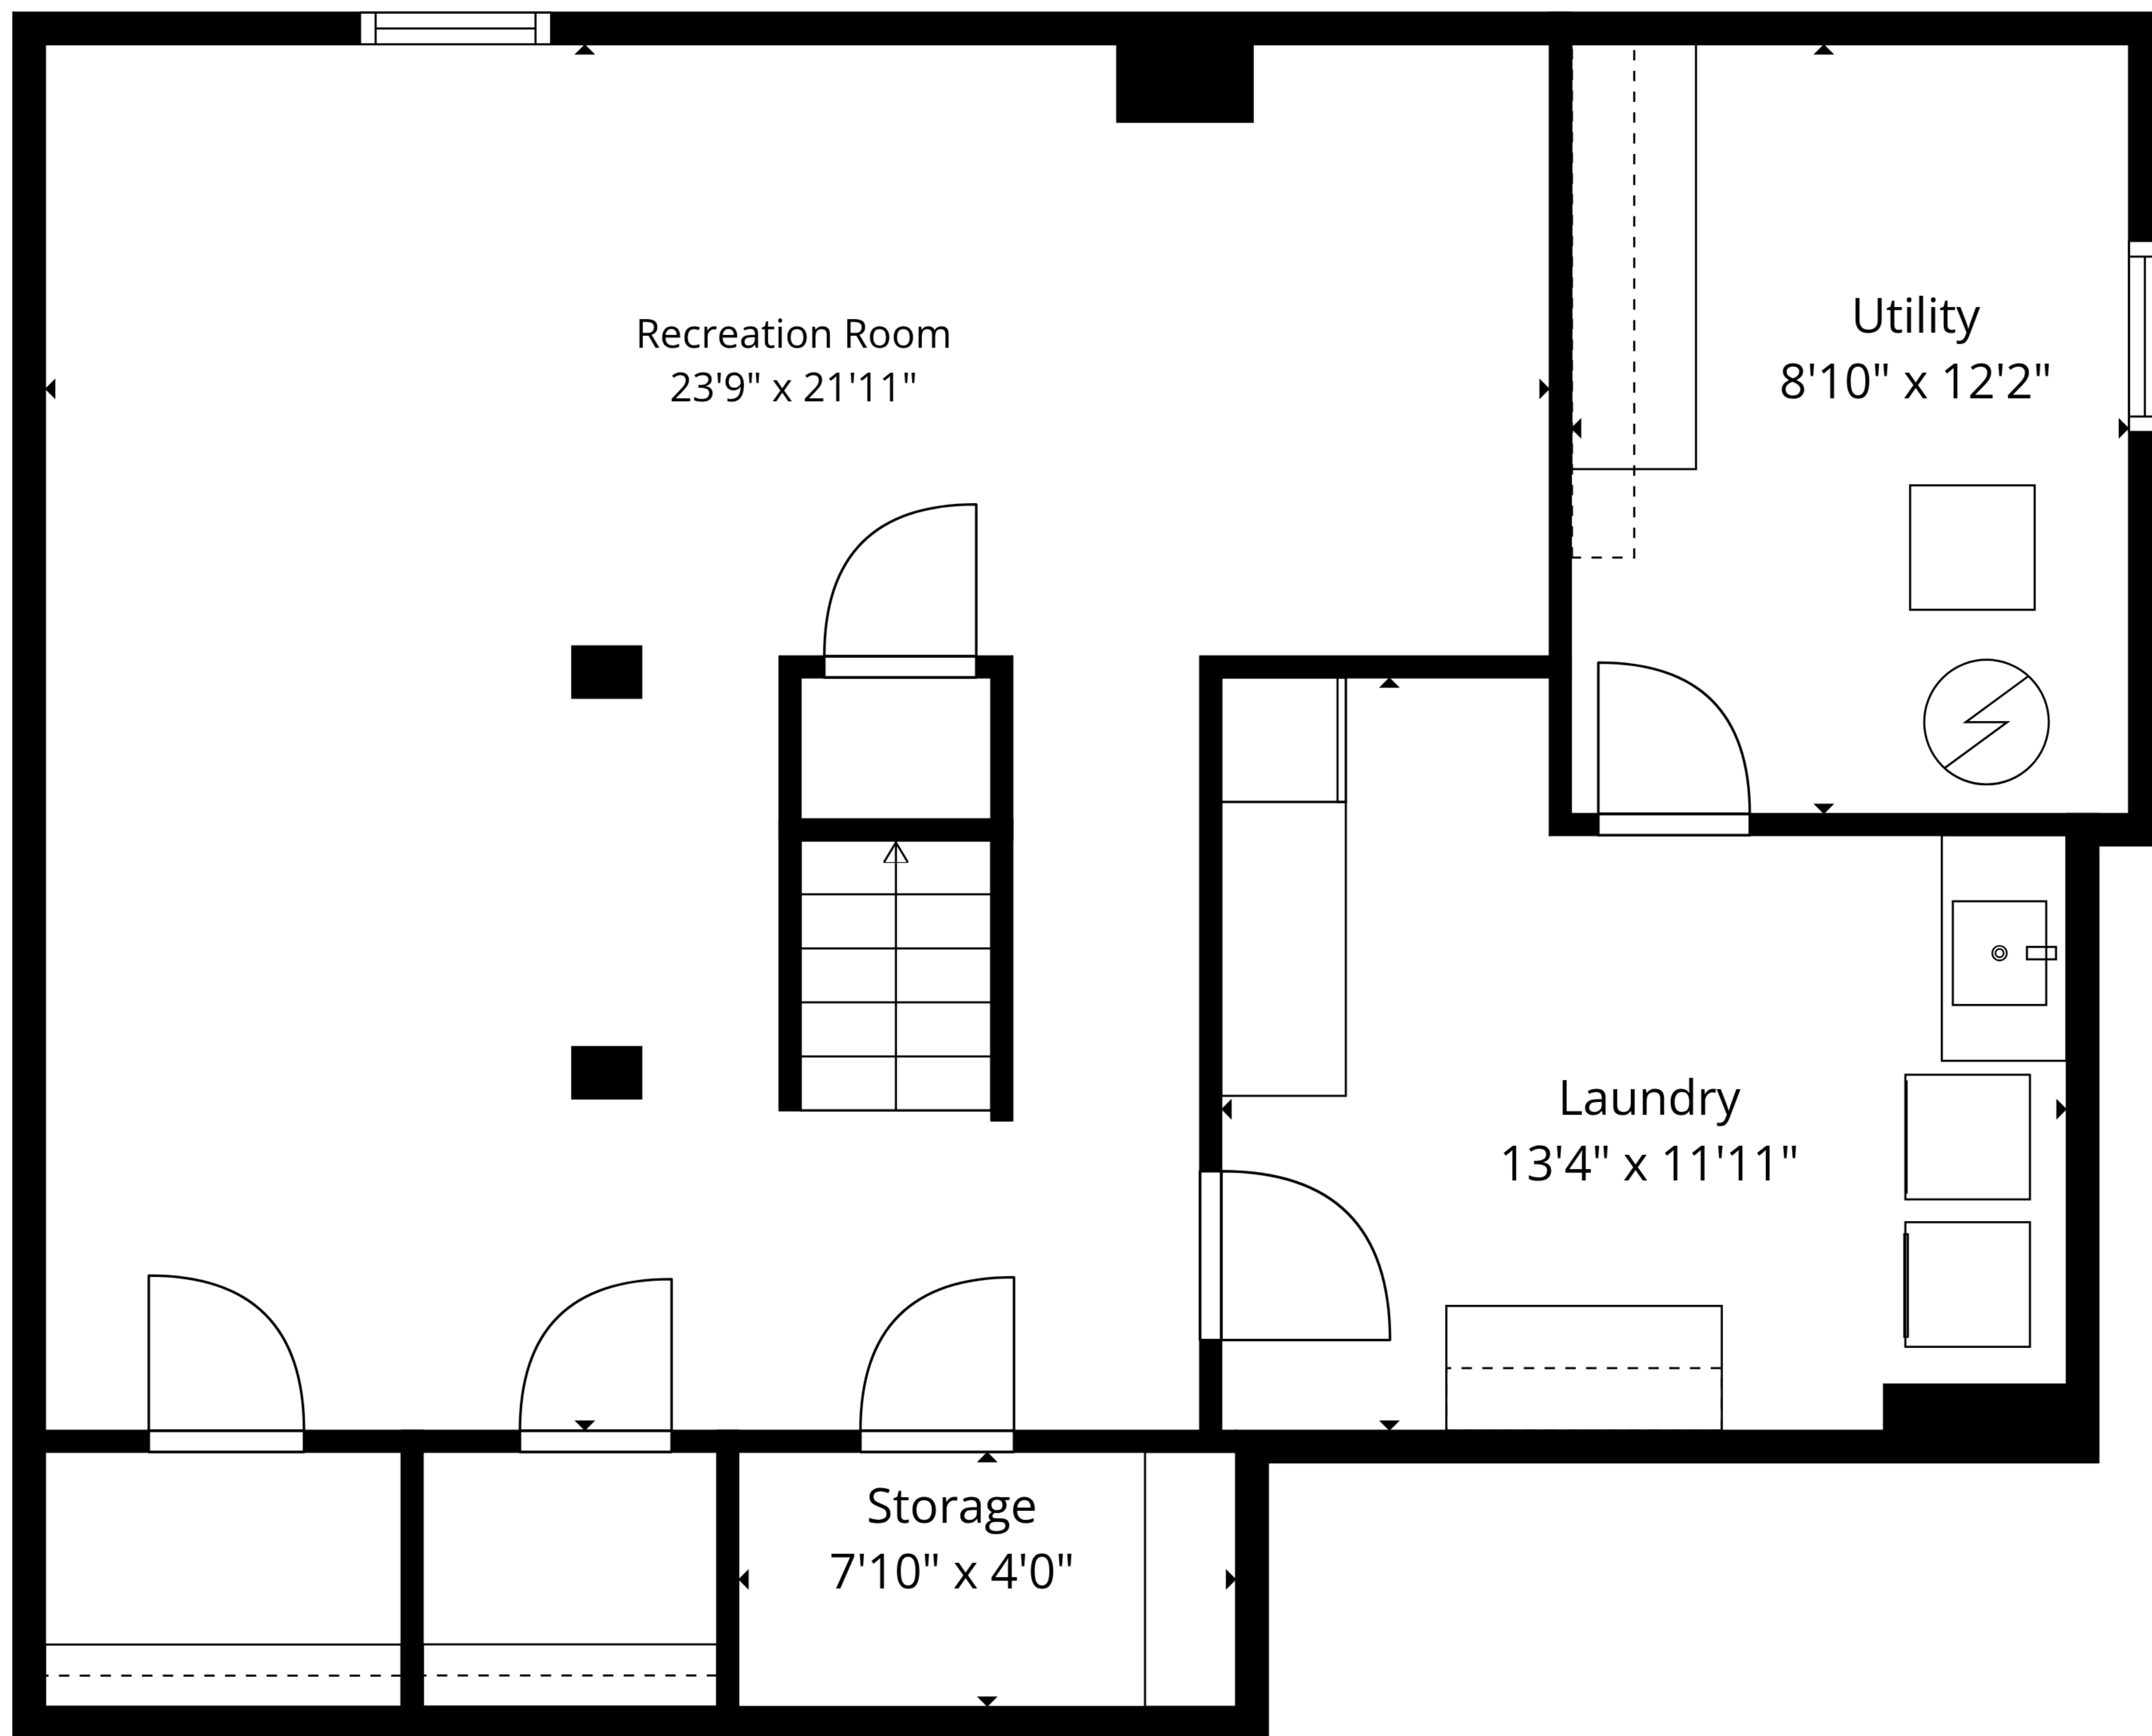 Recreation Room
23'9" x 21'11"
Utility
8'10" x 12'2"
Laundry
13'4" x 11'11"
Storage
7'10" x 4'0"